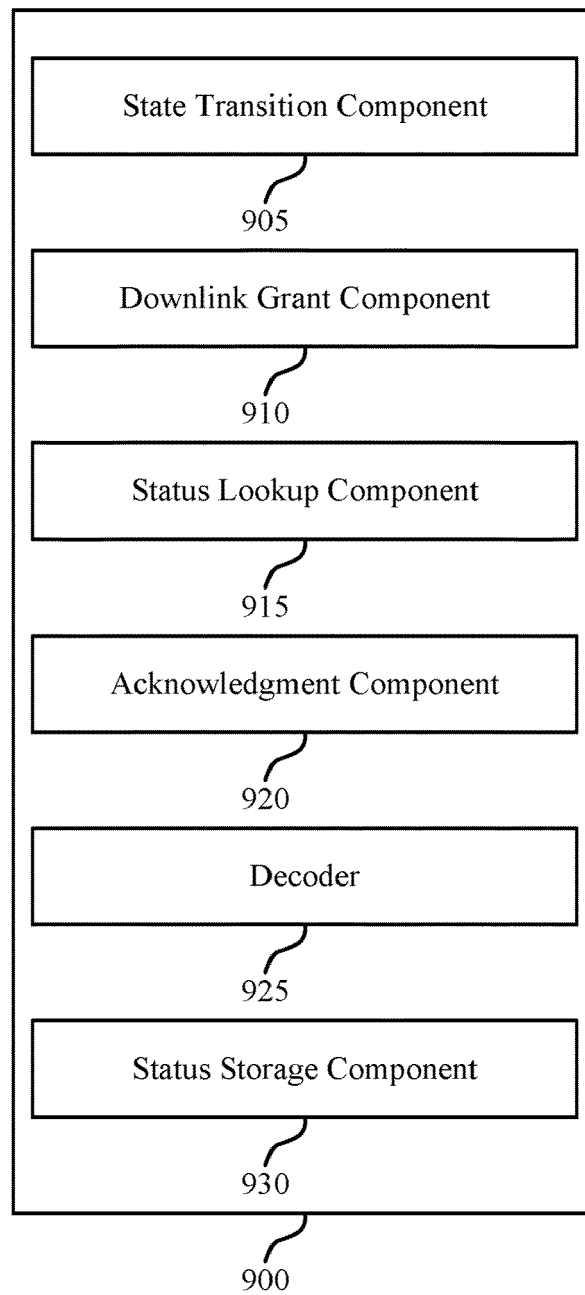 State Transition Component
905
Downlink Grant Component
910
Status Lookup Component
915
Acknowledgment Component
920
Decoder
925
Status Storage Component
930
900